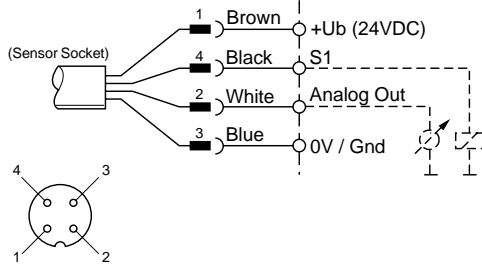 1 Brown +Ub (24VDC)
(Sensor Socket)
4 Black S1
2 White Analog Out
3 Blue 0V / Gnd
4 3
1 2